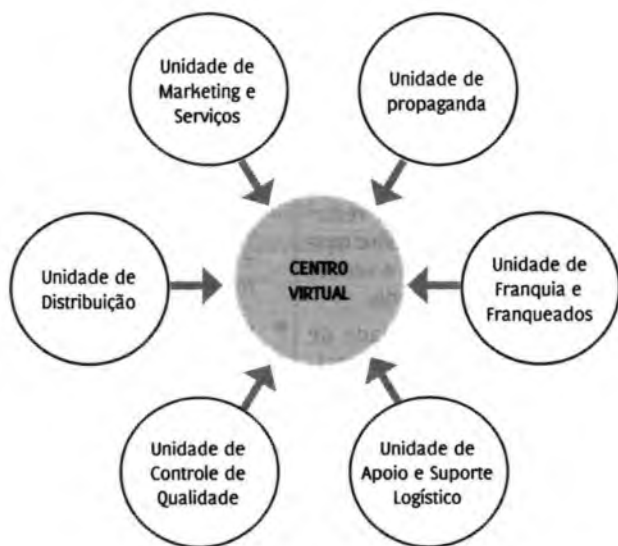 Unidade de
Marketing e
Serviços
Unidade de
propaganda
Unidade de
Distribuição
CENTRO
VIRTUAL
Unidade de
Franquia e
Franqueados
Unidade de
Controle de
Qualidade
Unidade de
Apoio e Suporte
Logístico